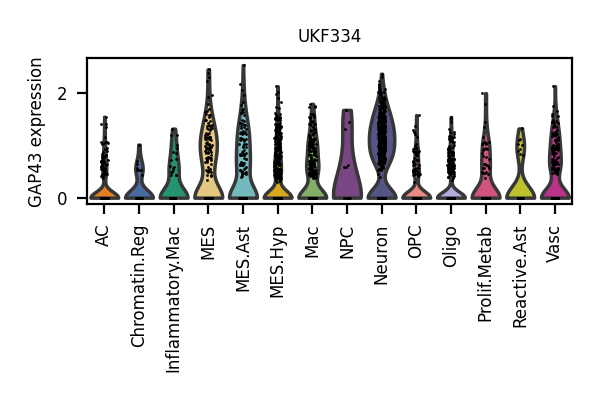 UKF334
GAP43 expression
2
0
AC
Chromatin.Reg
Inflammatory.Mac
MES
MES.Ast
MES.Hyp
Mac
NPC
Neuron
OPC
Oligo
Prolif.Metab
Reactive.Ast
Vasc